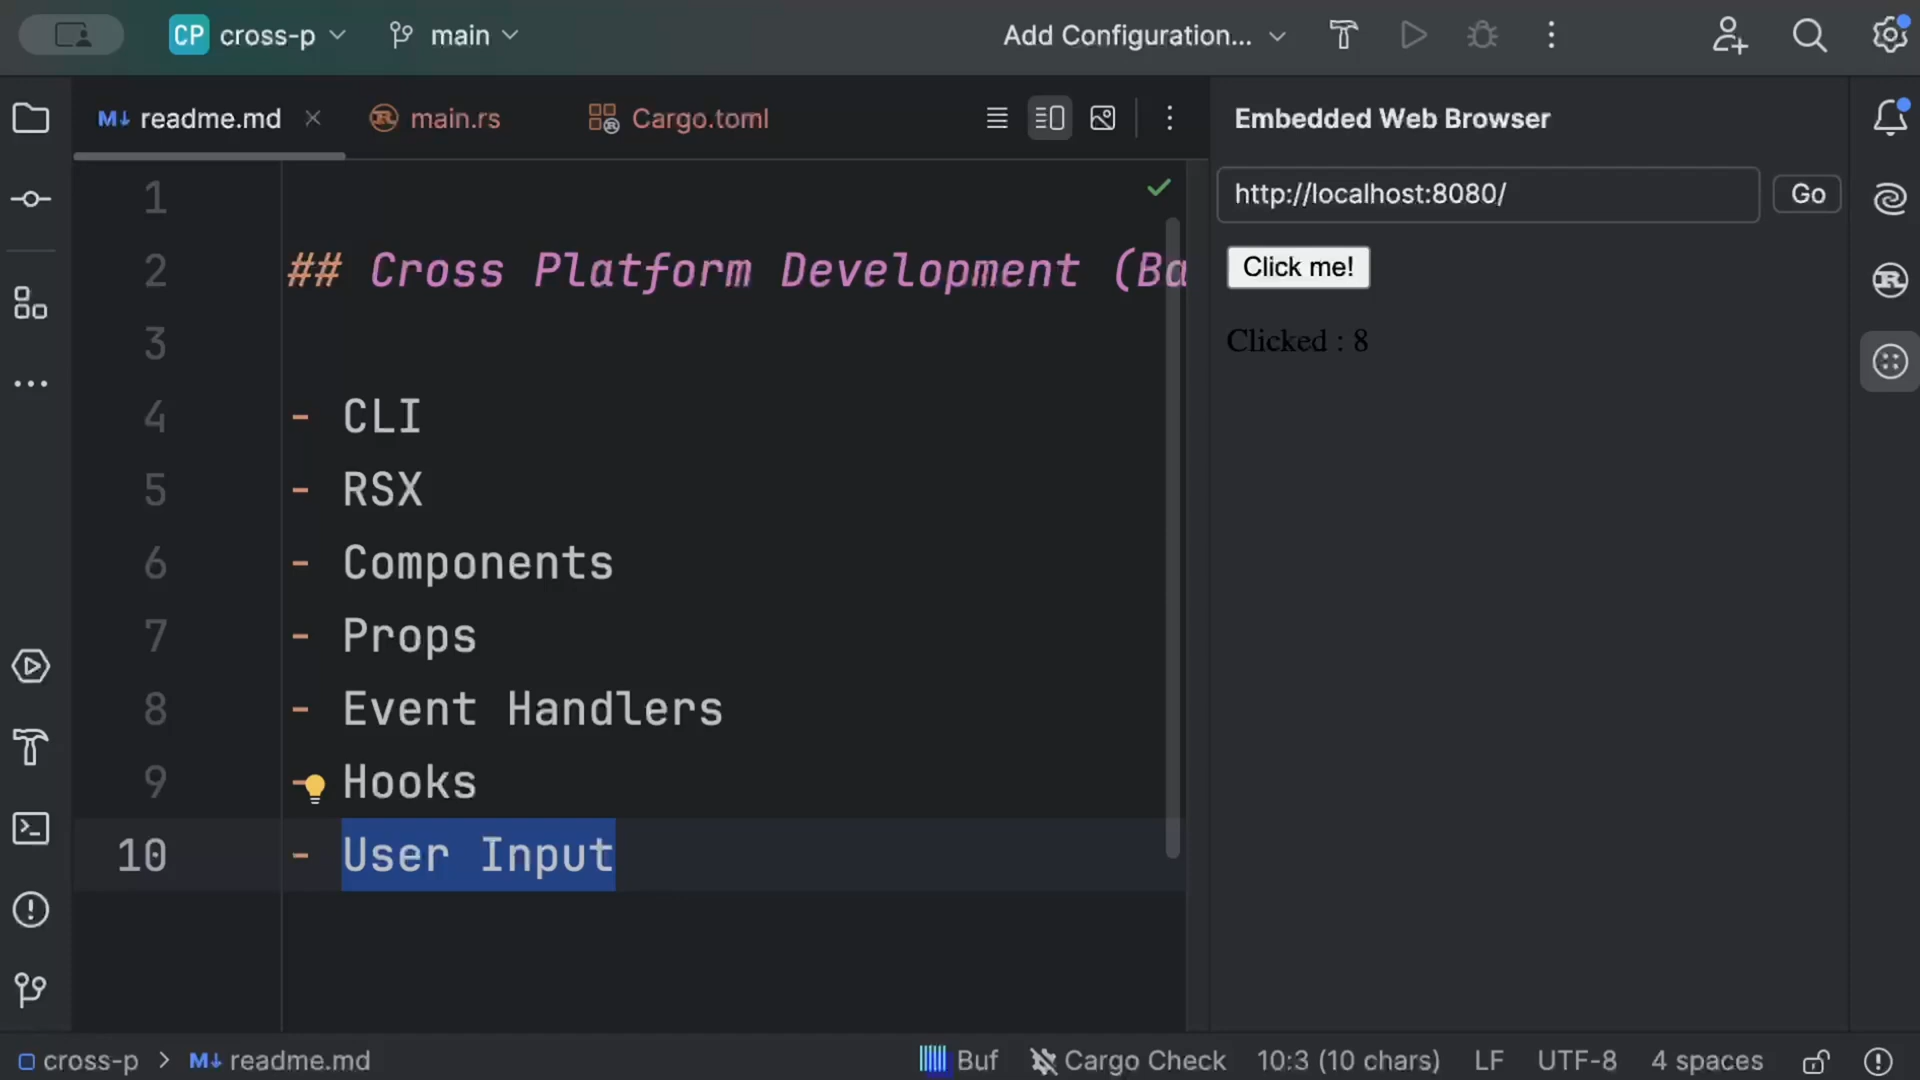 CP cross-p main Add Configuration...
M↓ readme.md main.rs Cargo.toml
Embedded Web Browser
http://localhost:8080/ Go
Click me!
Clicked : 8
1
2 ## Cross Platform Development (Ba
3
4 - CLI
5 - RSX
6 - Components
7 - Props
8 - Event Handlers
9 - Hooks
10 - User Input
cross-p > M↓ readme.md Buf Cargo Check 10:3 (10 chars) LF UTF-8 4 spaces